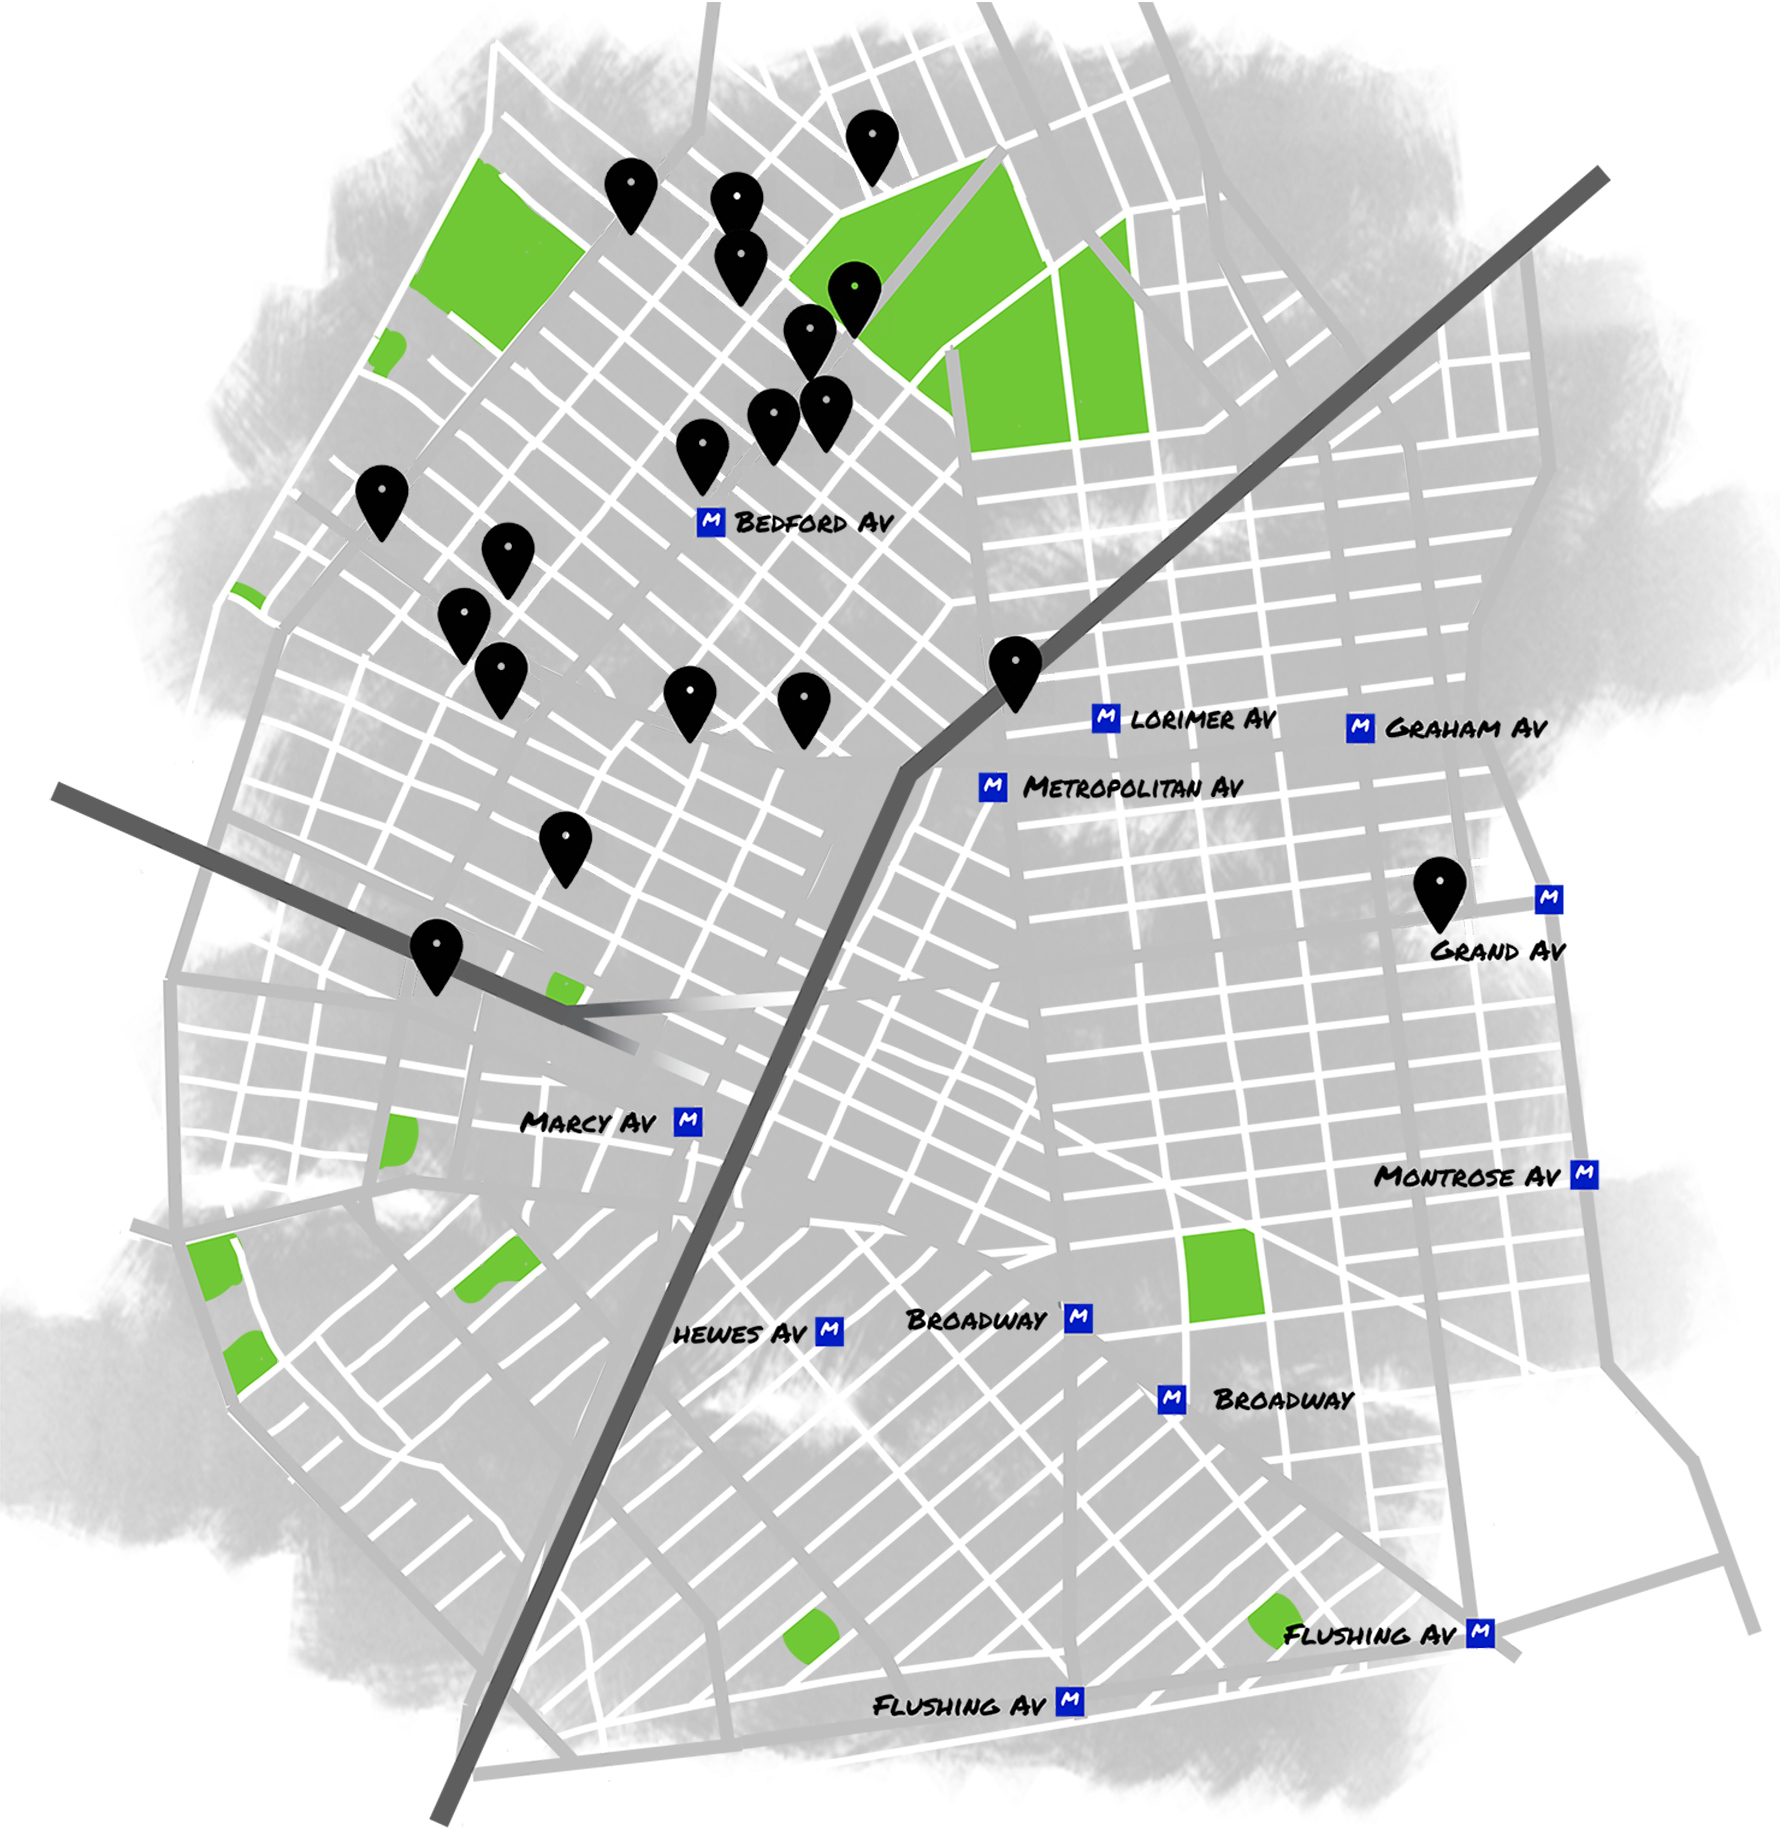 M BEDFORD AV
M LORIMER AV
M GRAHAM AV
M METROPOLITAN AV
M
GRAND AV
MARCY AV M
MONTROSE AV M
HEWES AV M
BROADWAY M
M BROADWAY
FLUSHING AV M
FLUSHING AV M